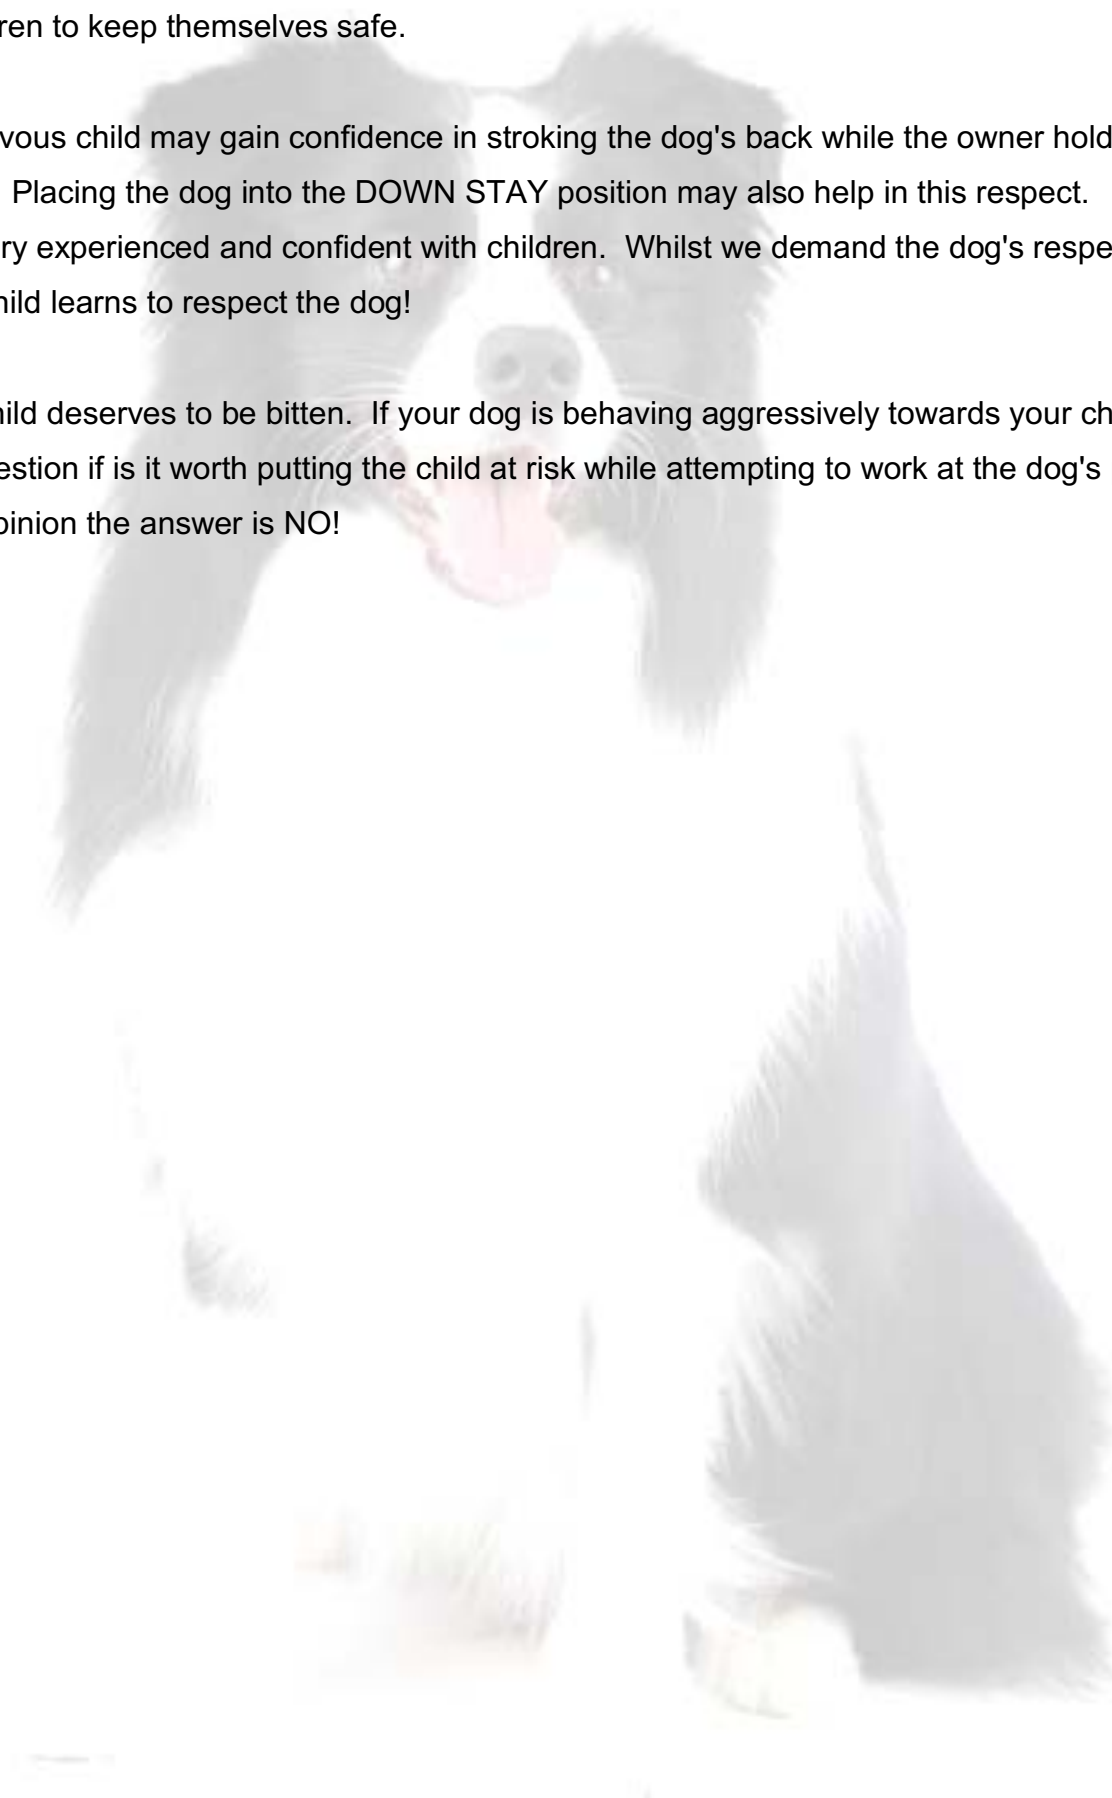 ren to keep themselves safe.
vous child may gain confidence in stroking the dog's back while the owner hold
Placing the dog into the DOWN STAY position may also help in this respect.
ry experienced and confident with children. Whilst we demand the dog's respe
hild learns to respect the dog!
hild deserves to be bitten. If your dog is behaving aggressively towards your ch
estion if is it worth putting the child at risk while attempting to work at the dog's
pinion the answer is NO!